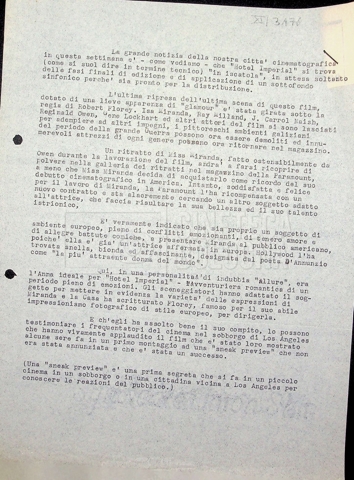 XI/3A76
La grande notizia della nostra citta' cinematografica
in questa settimana e' - come vedismo - che "Hotel Imperial" si trova
(come si suol dire in termine tecnico) "in iscatola", in attesa soltanto
delle fasi finali di edizione e di applicazione di un sottofondo
sinfonico perche' sia pronta per la distribuzione.
L'ultima ripresa dell'ultima scena di questo film,
dotato di una lieve apparenza di "glamour" e' stato girata sotto la
regia di Robert Florey. Isa Miranda, Ray Milland, J. Carrol Naish,
Reginald Owen, Gene Lockhart ed altri attori del film si sono lasciati
per adempiere ad altri impegni, i pittoreschi ambienti galiziani
del periodo della Grande Guerra possono ora essere demoliti ed innu-
merevoli attrezzi di ogni genere possono ora ritornare nel magazzino.
Un ritratto di Miss Miranda, fatto ostensibilmente da
Owen durante la lavorazione del film, andra' a farsi ricoprire di
polvere nella galleria dei ritratti nel magazzino della Paramount,
a meno che Miss Miranda decida di acquistarlo come ricordo del suo
debutto cinematografico in America. Intanto, soddisfatta e felice
per il lavoro di Miranda, la Paramount l'ha ricompensata con un
nuovo contratto e sta alacremente cercando un altro soggetto adatto
all'attrice, che faccia risultare la sua bellezza ed il suo talento
istrionico.
E' veramente indicato che sia proprio un soggetto di
ambiente europeo, pieno di conflitti emozionanti, di tenero amore e
di allegre battute comiche, a presentare Miranda al pubblico americano,
poiche' ella e' gia' un'attrice affermata in Europa. Hollywood l'ha
trovata snella, bionda ed affascinante, designata dal poeta D'Annunzio
come "la piu' attraente donna del mondo".
Qui, in una personalita' di indubbia "allure", era
l'Anna ideale per "Hotel Imperial" - l'avventuriera romantica di un
periodo pieno di emozioni. Gli sceneggiatori hanno adattato il sog-
getto per mettere in evidenza la varieta' delle espressioni di
Miranda e la Casa ha scritturato Florey, famoso per il suo abile
impressionismo fotografico di stile europeo, per dirigerla.
E ch'egli ha assolto bene il suo compito, lo possono
testimoniare i frequentatori del cinema nel sobborgo di Los Angeles
che hanno vivamente applaudito il film che e' stato loro mostrato
alcune sere fa in un primo montaggio ad una "sneak preview" che non
era stata annunziata e che e' stata un successo.
(Una "sneak preview" e' una prima segreta che si fa in un piccolo
cinema in un sobborgo o in una cittadina vicina a Los Angeles per
conoscere le reazioni del pubblico.)